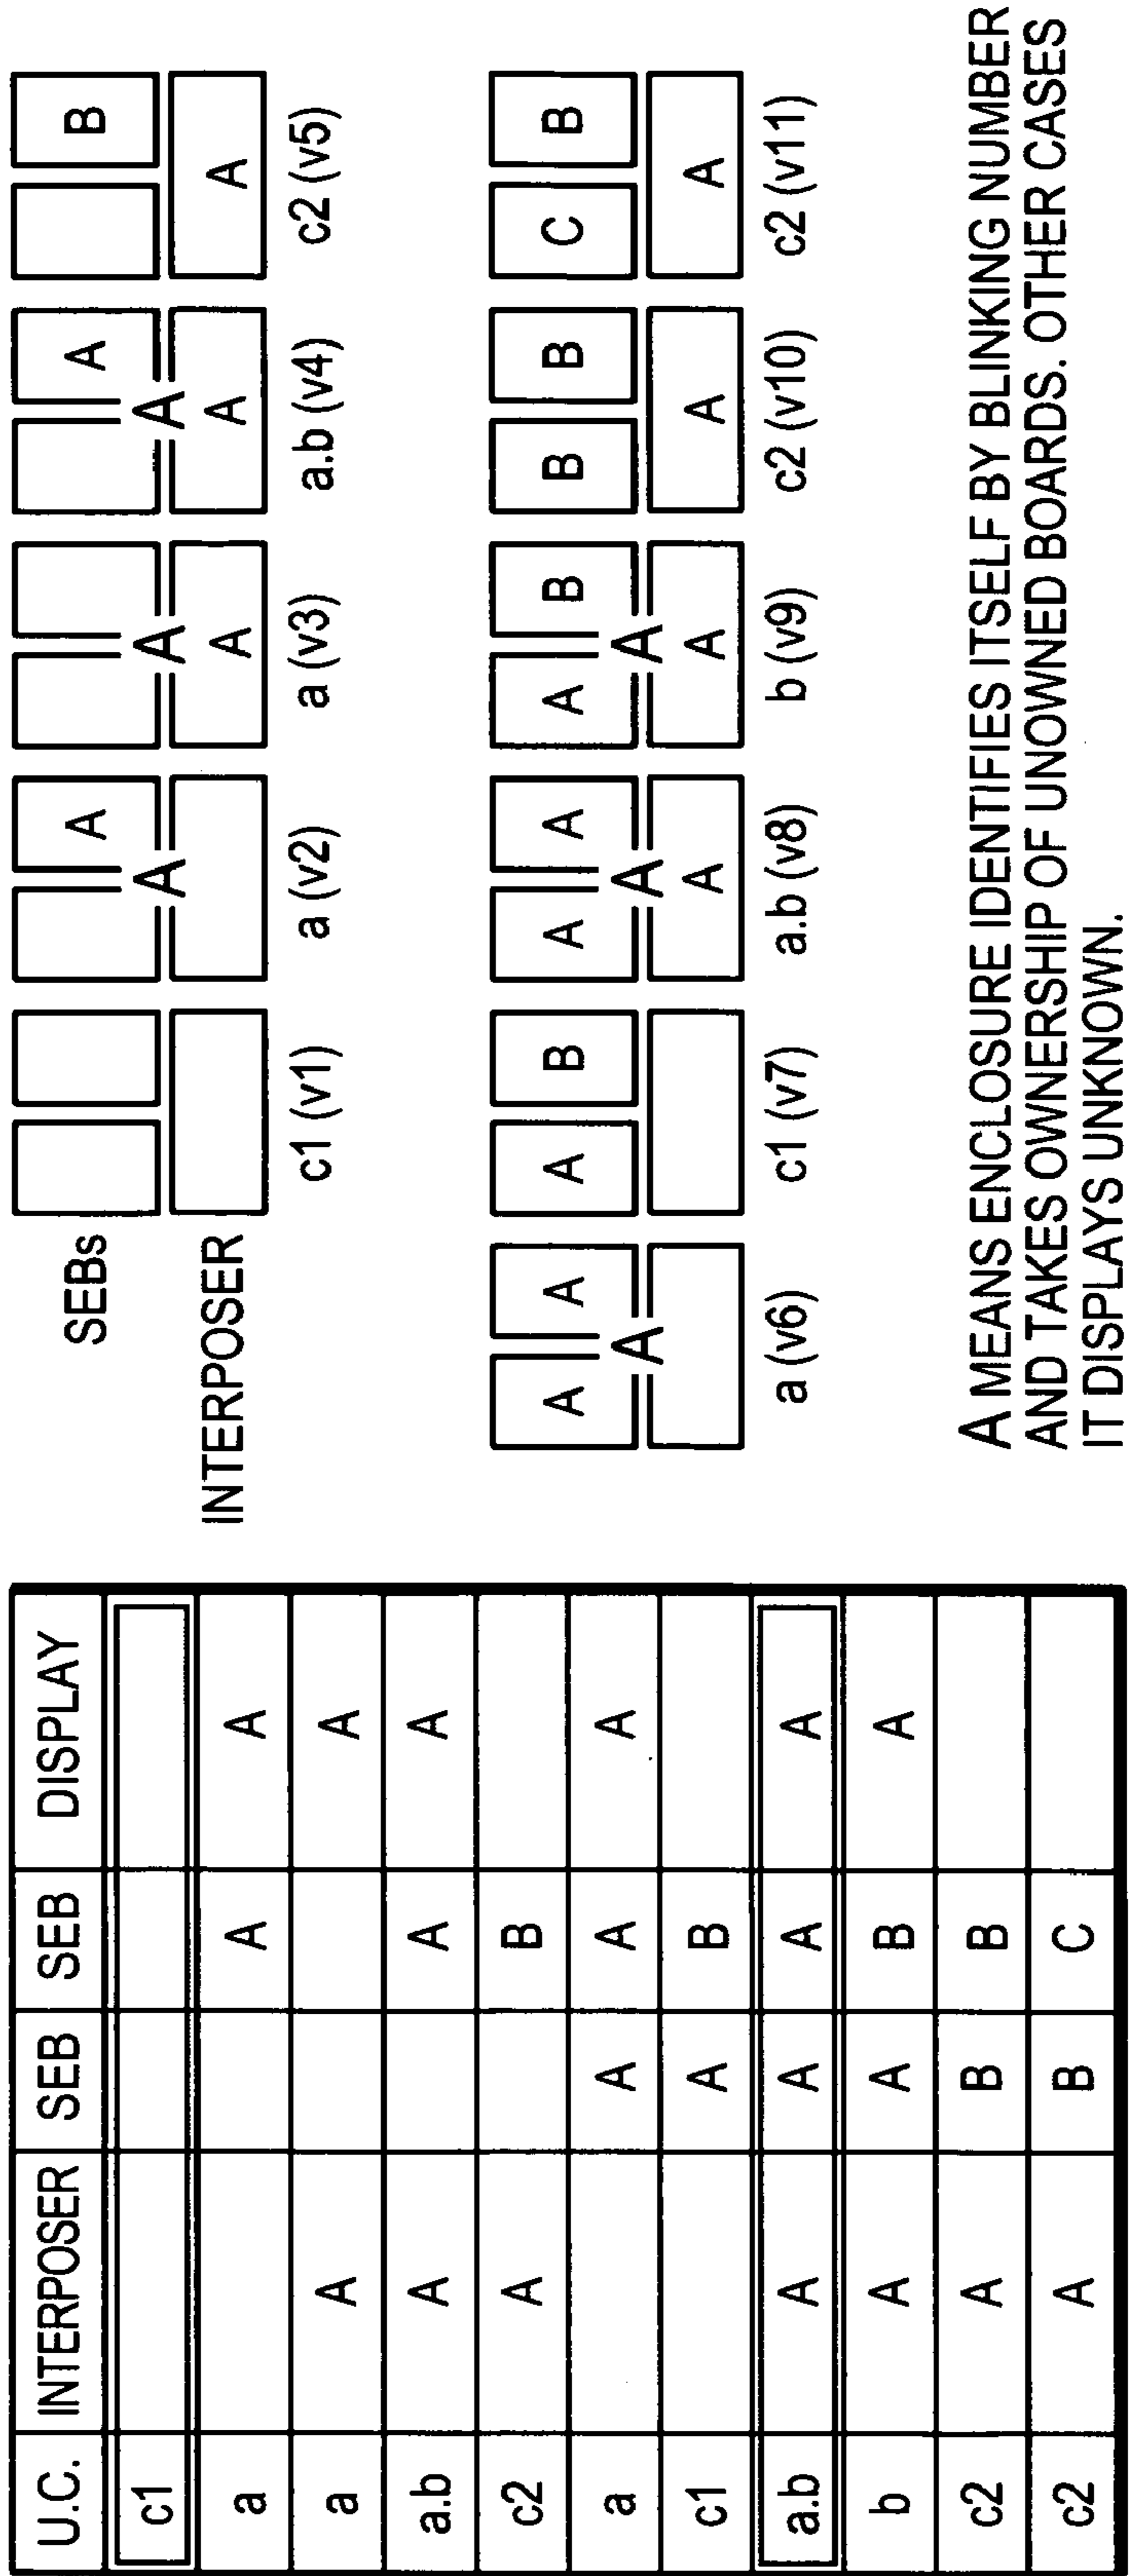 U.C. INTERPOSER SEB SEB DISPLAY
c1
a A A
a A A
a.b A A A
c2 A B
a A A A
c1 A B
a.b A A A A
b A A B A
c2 A B B
c2 A B C
SEBs A A B
A A A
INTERPOSER A A A
c1 (v1) a (v2) a (v3) a.b (v4) c2 (v5)
A A A B A A A B B B C B
A A A
A A A A
a (v6) c1 (v7) a.b (v8) b (v9) c2 (v10) c2 (v11)
A MEANS ENCLOSURE IDENTIFIES ITSELF BY BLINKING NUMBER
AND TAKES OWNERSHIP OF UNOWNED BOARDS. OTHER CASES
IT DISPLAYS UNKNOWN.